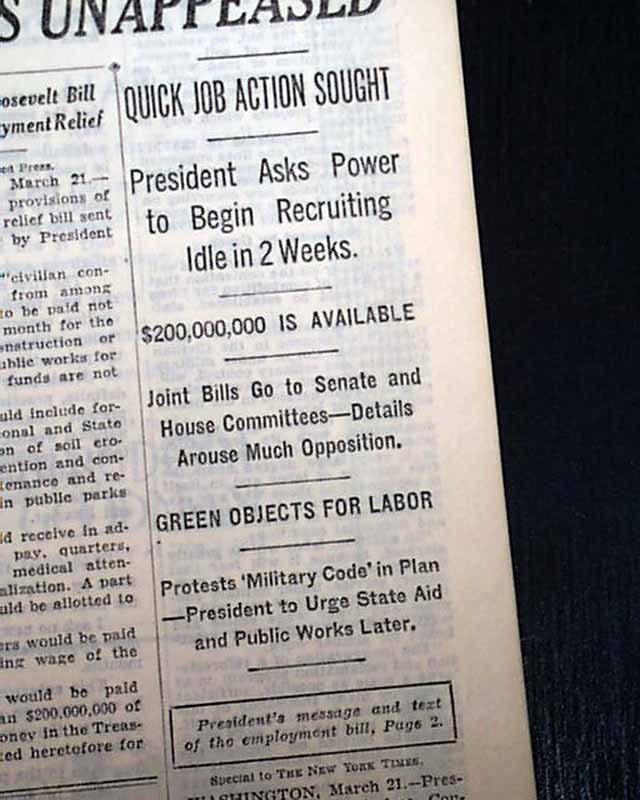 S UNAPPEASED
osevelt Bill
yment Relief
ed Press.
March 21.—
provisions of
relief bill sent
by President
"civilian con-
from among
to be paid not
month for the
nstruction or
ublic works for
funds are not
uld include for-
onal and State
on of soil ero-
ention and con-
tenance and re-
in public parks
ld receive in ad-
pay, quarters,
medical atten-
alization. A part
uld be allotted to
ers would be paid
ing wage of the
would be paid
an $200,000,000 of
oney in the Treas-
ted heretofore for
QUICK JOB ACTION SOUGHT
President Asks Power
to Begin Recruiting
Idle in 2 Weeks.
$200,000,000 IS AVAILABLE
Joint Bills Go to Senate and
House Committees—Details
Arouse Much Opposition.
GREEN OBJECTS FOR LABOR
Protests 'Military Code' in Plan
—President to Urge State Aid
and Public Works Later.
President's message and text
of the employment bill, Page 2.
Special to THE NEW YORK TIMES.
WASHINGTON, March 21.—Pres-